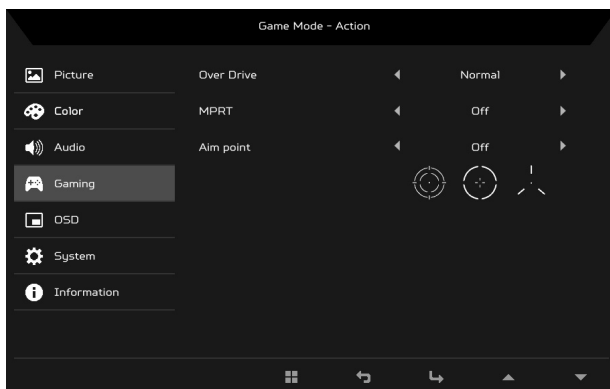 Game Mode - Action
Picture
Over Drive
Normal
Color
MPRT
Off
Audio
Aim point
Off
Gaming
OSD
System
Information